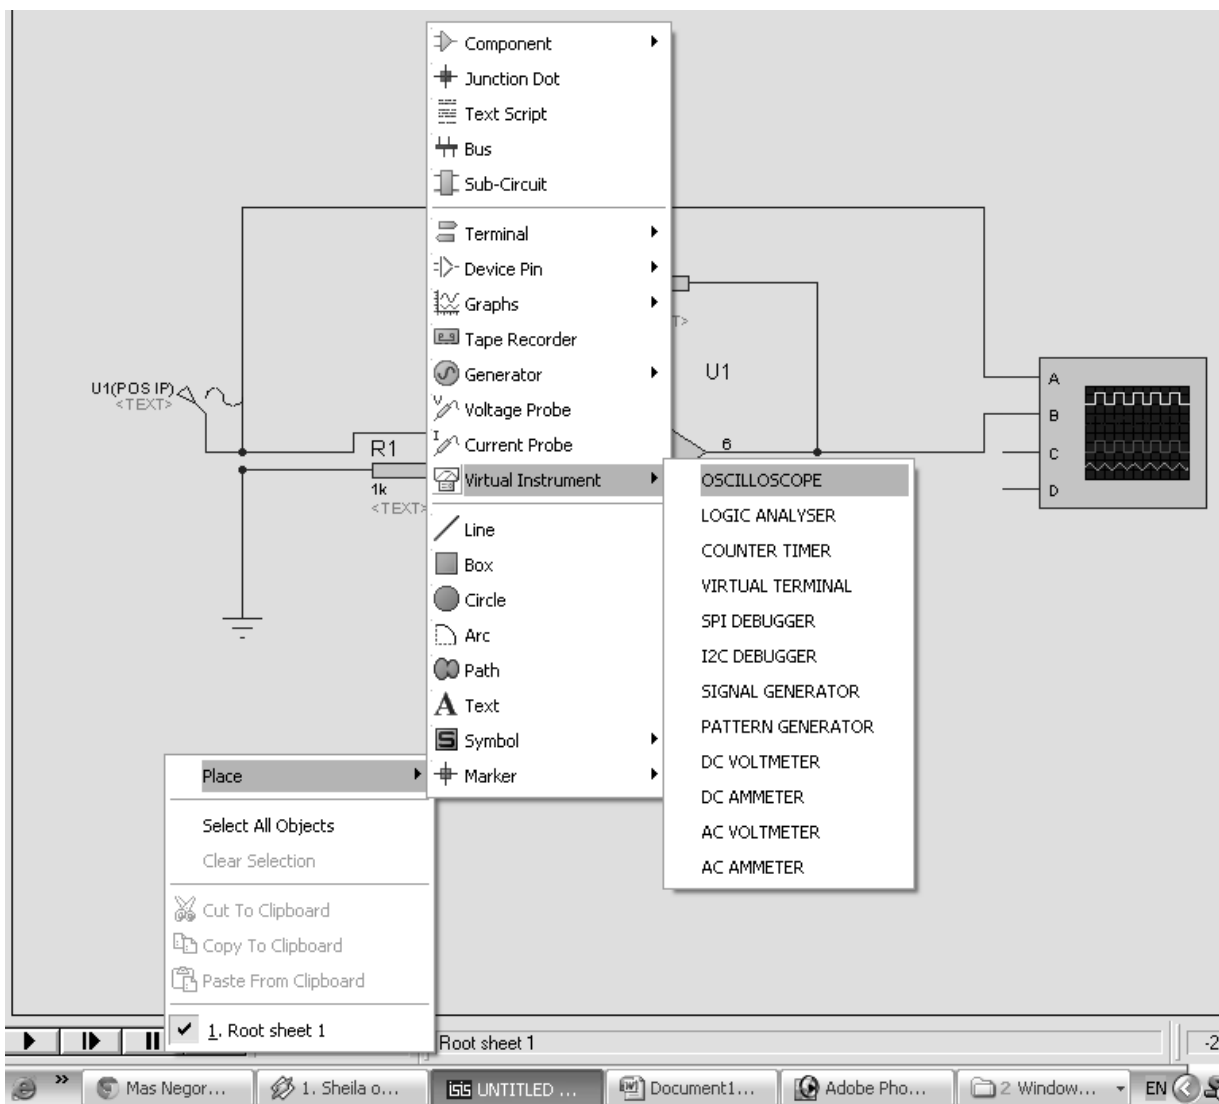 Component
Junction Dot
Text Script
Bus
Sub-Circuit
Terminal
Device Pin
Graphs
Tape Recorder
Generator
Voltage Probe
Current Probe
Virtual Instrument
Line
Box
Circle
Arc
Path
Text
Symbol
Marker
OSCILLOSCOPE
LOGIC ANALYSER
COUNTER TIMER
VIRTUAL TERMINAL
SPI DEBUGGER
I2C DEBUGGER
SIGNAL GENERATOR
PATTERN GENERATOR
DC VOLTMETER
DC AMMETER
AC VOLTMETER
AC AMMETER
Place
Select All Objects
Clear Selection
Cut To Clipboard
Copy To Clipboard
Paste From Clipboard
1. Root sheet 1
U1(POS IP)
<TEXT>
R1
1k
<TEXT>
T>
U1
6
A
B
C
D
Root sheet 1
-2
Mas Negor...
1. Sheila o...
isis UNTITLED ...
Document1...
Adobe Pho...
2 Window...
EN